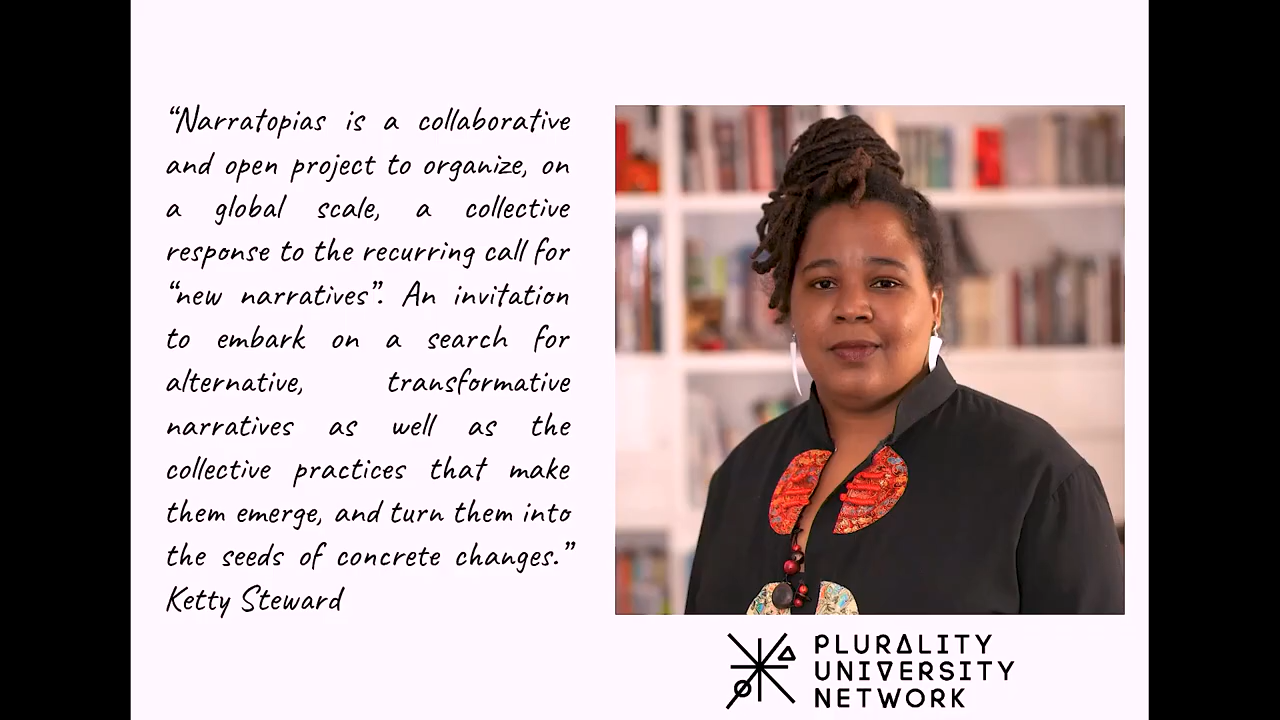 “Narratopias is a collaborative
and open project to organize, on
a global scale, a collective
response to the recurring call for
“new narratives”. An invitation
to embark on a search for
alternative, transformative
narratives as well as the
collective practices that make
them emerge, and turn them into
the seeds of concrete changes.”
Ketty Steward
PLURALITY
UNIVERSITY
NETWORK